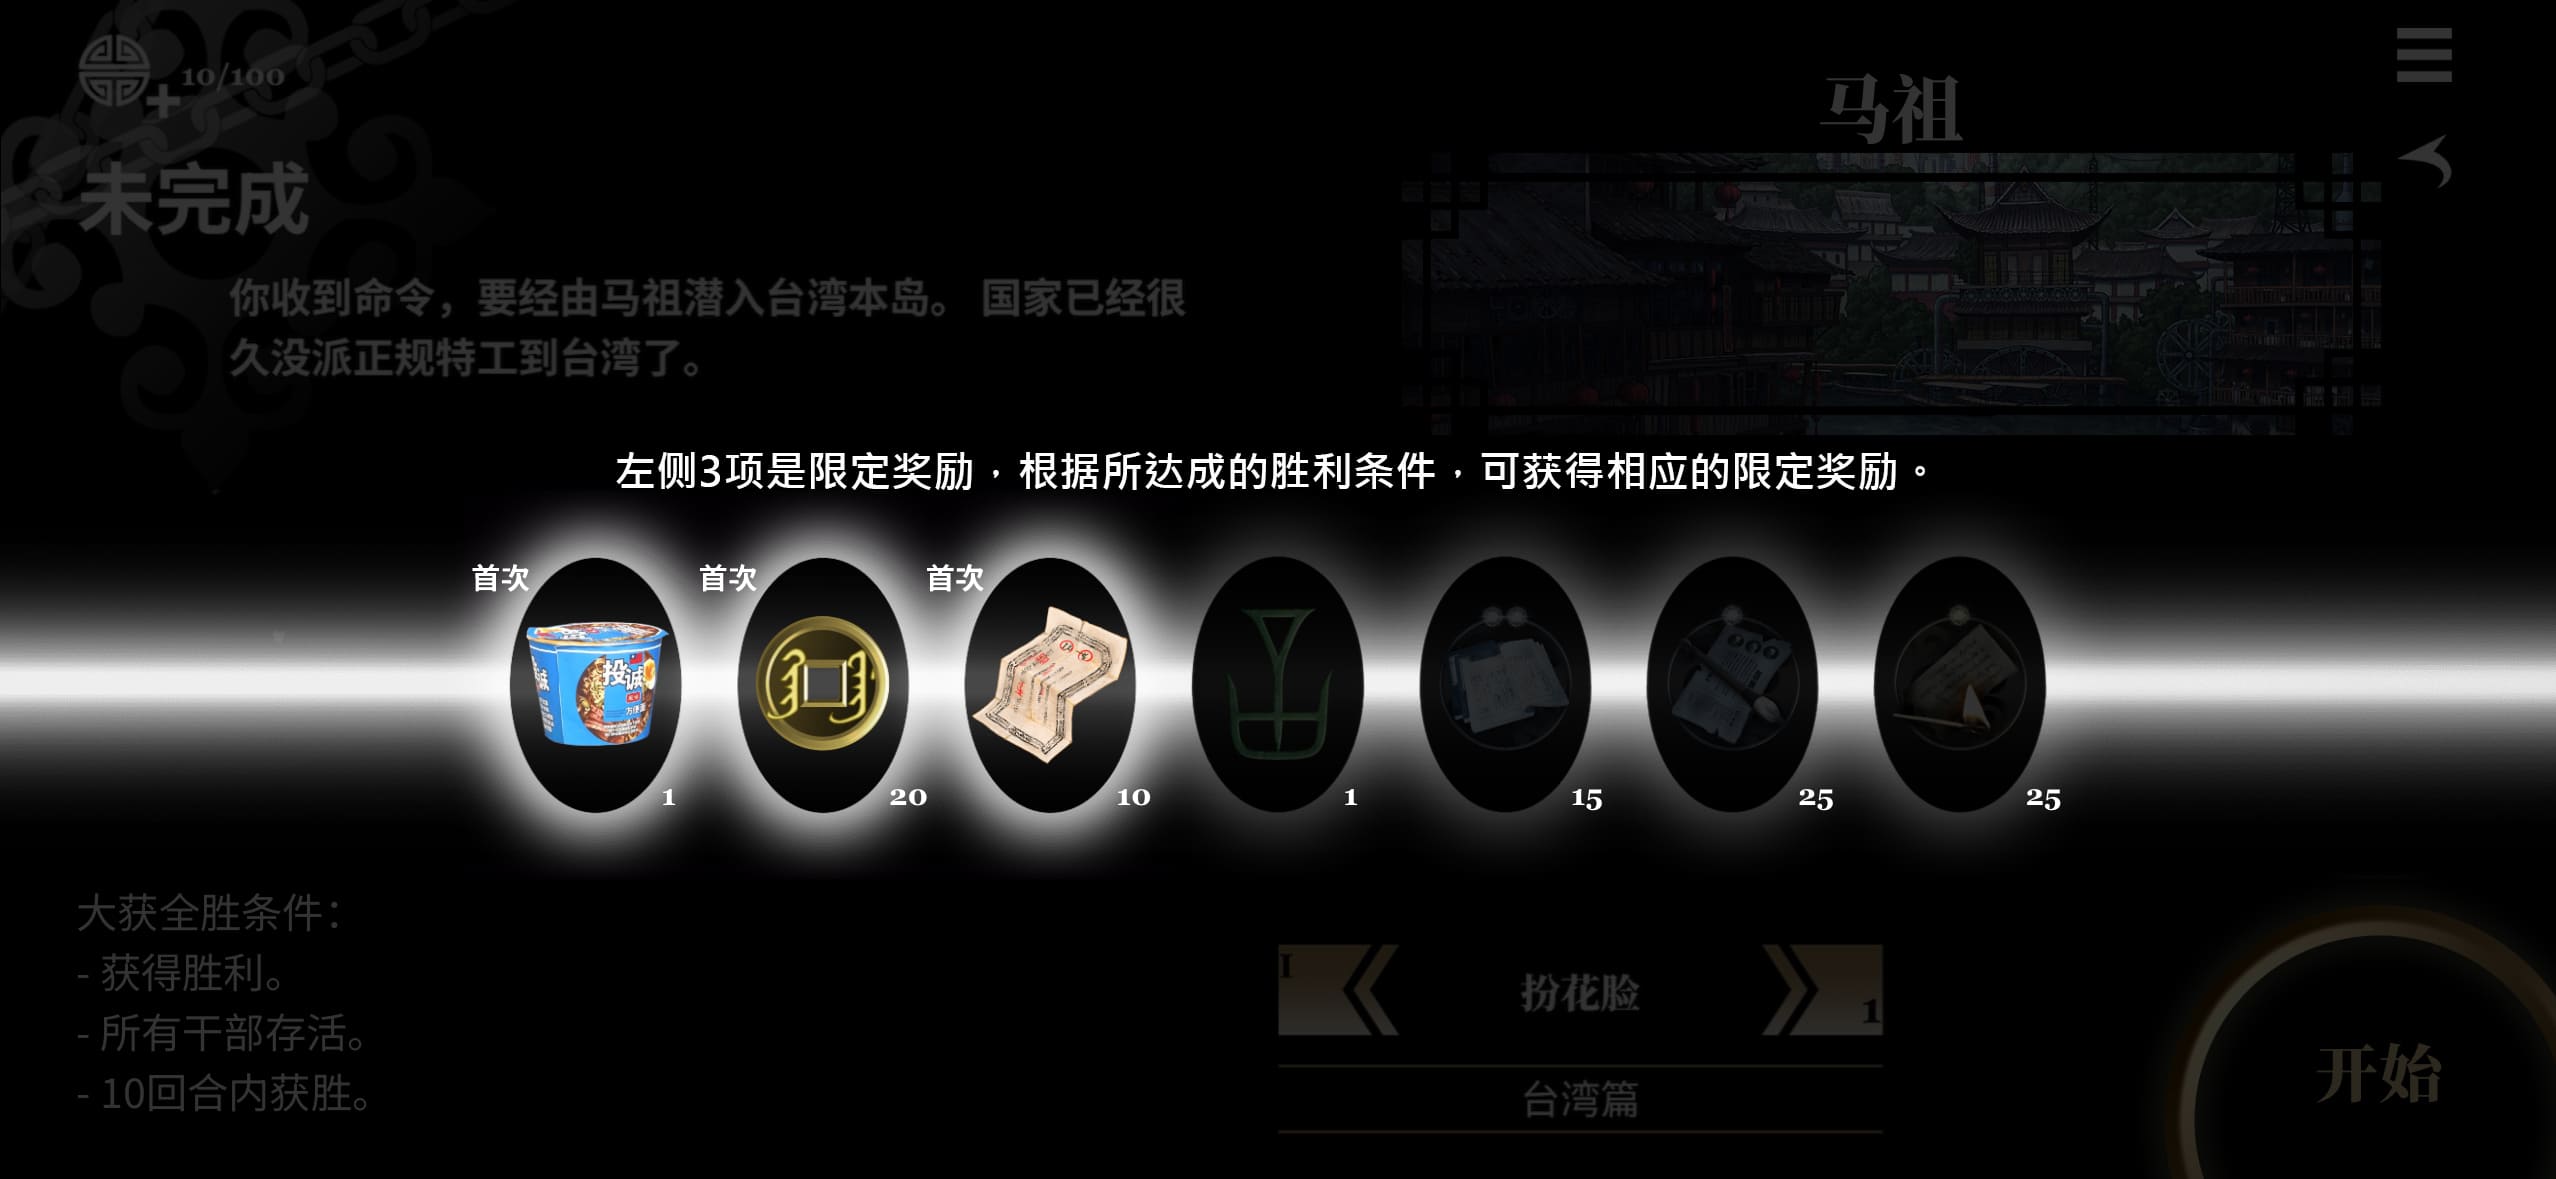 10/100
马祖
未完成
你收到命令，要经由马祖潜入台湾本岛。 国家已经很
久没派正规特工到台湾了。
左侧3项是限定奖励，根据所达成的胜利条件，可获得相应的限定奖励。
首次
首次
首次
投诚
1
20
10
1
15
25
25
大获全胜条件：
- 获得胜利。
- 所有干部存活。
- 10回合内获胜。
I
扮花脸
1
台湾篇
开始